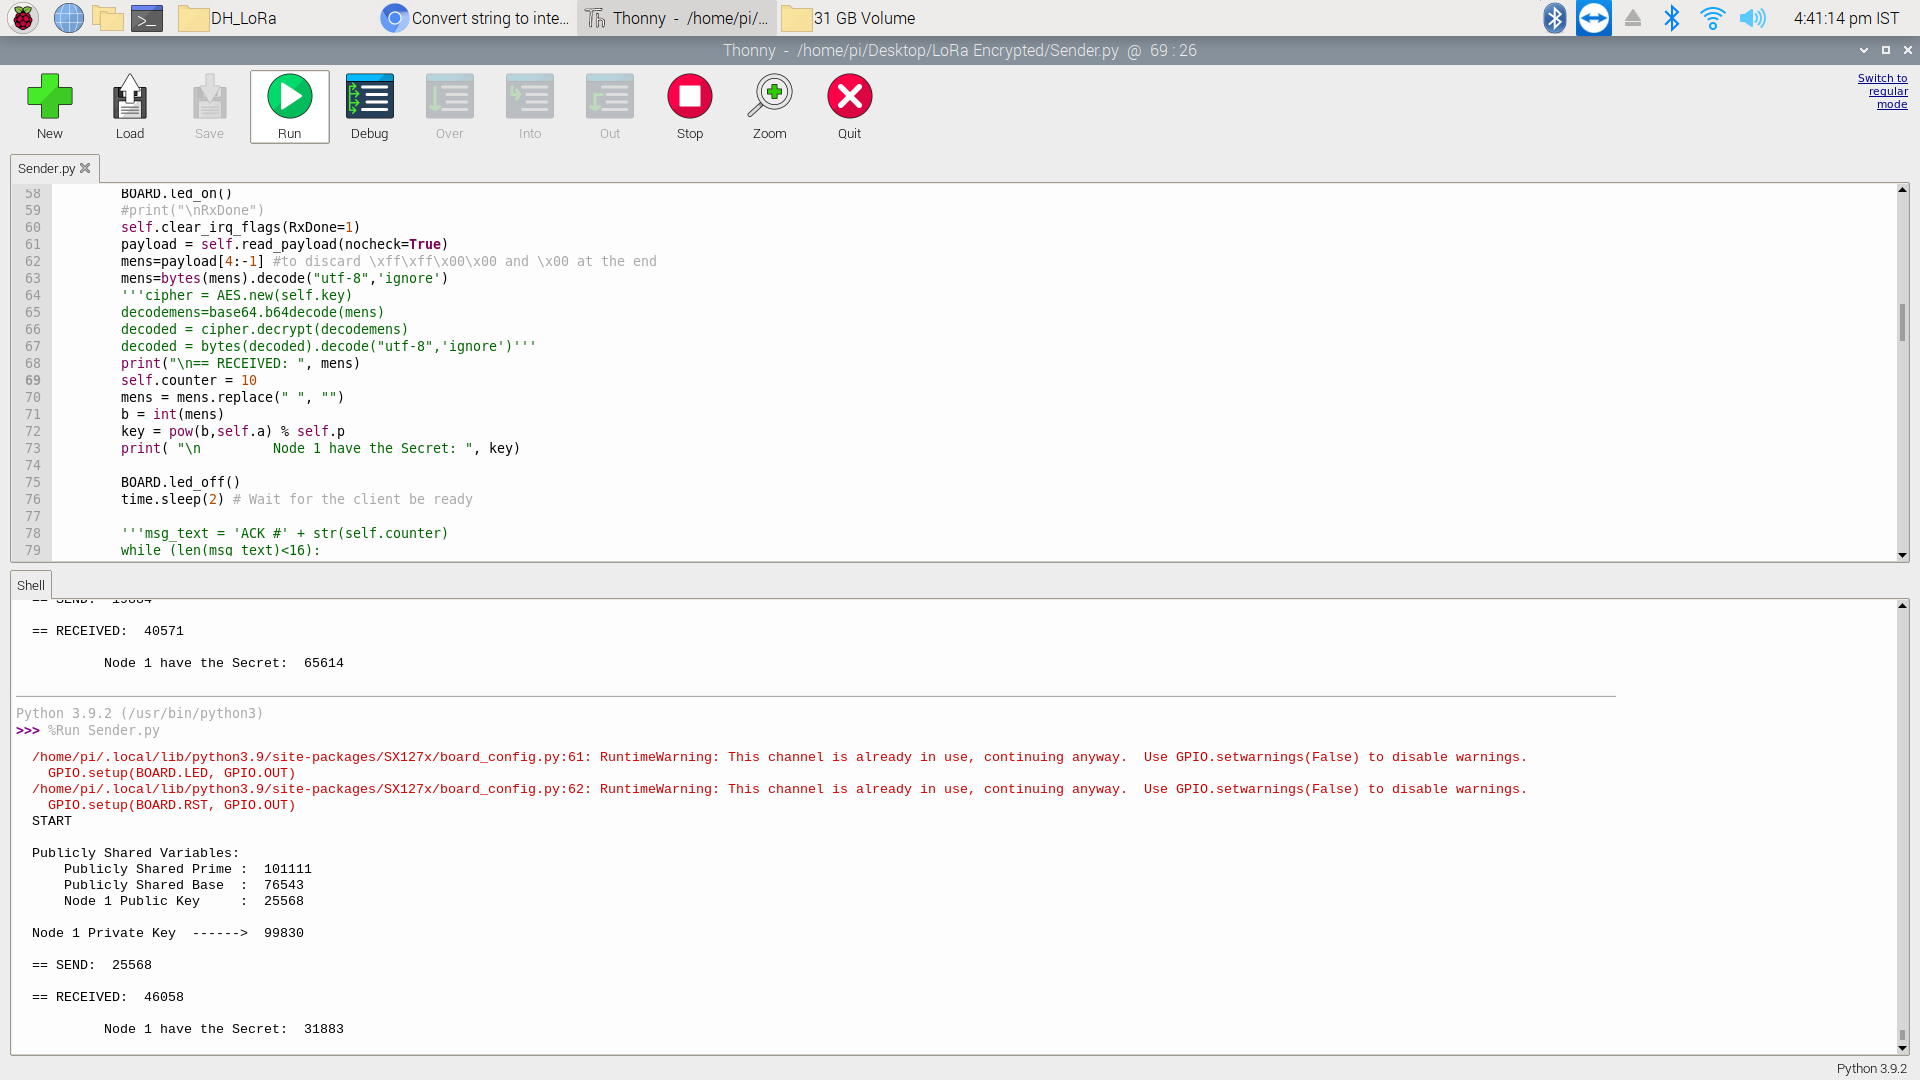 DH_LoRa
Convert string to inte...
Thonny - /home/pi/...
31 GB Volume
4:41:14 pm IST
Thonny - /home/pi/Desktop/LoRa Encrypted/Sender.py @ 69 : 26
New
Load
Save
Run
Debug
Over
Into
Out
Stop
Zoom
Quit
Switch to
regular
mode
Sender.py
58 BOARD.led_on()
59 #print("\nRxDone")
60 self.clear_irq_flags(RxDone=1)
61 payload = self.read_payload(nocheck=True)
62 mens=payload[4:-1] #to discard \xff\xff\x00\x00 and \x00 at the end
63 mens=bytes(mens).decode("utf-8",'ignore')
64 '''cipher = AES.new(self.key)
65 decodemens=base64.b64decode(mens)
66 decoded = cipher.decrypt(decodemens)
67 decoded = bytes(decoded).decode("utf-8",'ignore')'''
68 print("\n== RECEIVED: ", mens)
69 self.counter = 10
70 mens = mens.replace(" ", "")
71 b = int(mens)
72 key = pow(b,self.a) % self.p
73 print( "\n         Node 1 have the Secret: ", key)
74
75 BOARD.led_off()
76 time.sleep(2) # Wait for the client be ready
77
78 '''msg_text = 'ACK #' + str(self.counter)
79 while (len(msg_text)<16):
Shell
== SEND:  19884
== RECEIVED:  40571
Node 1 have the Secret:  65614
Python 3.9.2 (/usr/bin/python3)
>>> %Run Sender.py
/home/pi/.local/lib/python3.9/site-packages/SX127x/board_config.py:61: RuntimeWarning: This channel is already in use, continuing anyway.  Use GPIO.setwarnings(False) to disable warnings.
GPIO.setup(BOARD.LED, GPIO.OUT)
/home/pi/.local/lib/python3.9/site-packages/SX127x/board_config.py:62: RuntimeWarning: This channel is already in use, continuing anyway.  Use GPIO.setwarnings(False) to disable warnings.
GPIO.setup(BOARD.RST, GPIO.OUT)
START
Publicly Shared Variables:
Publicly Shared Prime :  101111
Publicly Shared Base  :  76543
Node 1 Public Key     :  25568
Node 1 Private Key  ------>  99830
== SEND:  25568
== RECEIVED:  46058
Node 1 have the Secret:  31883
Python 3.9.2